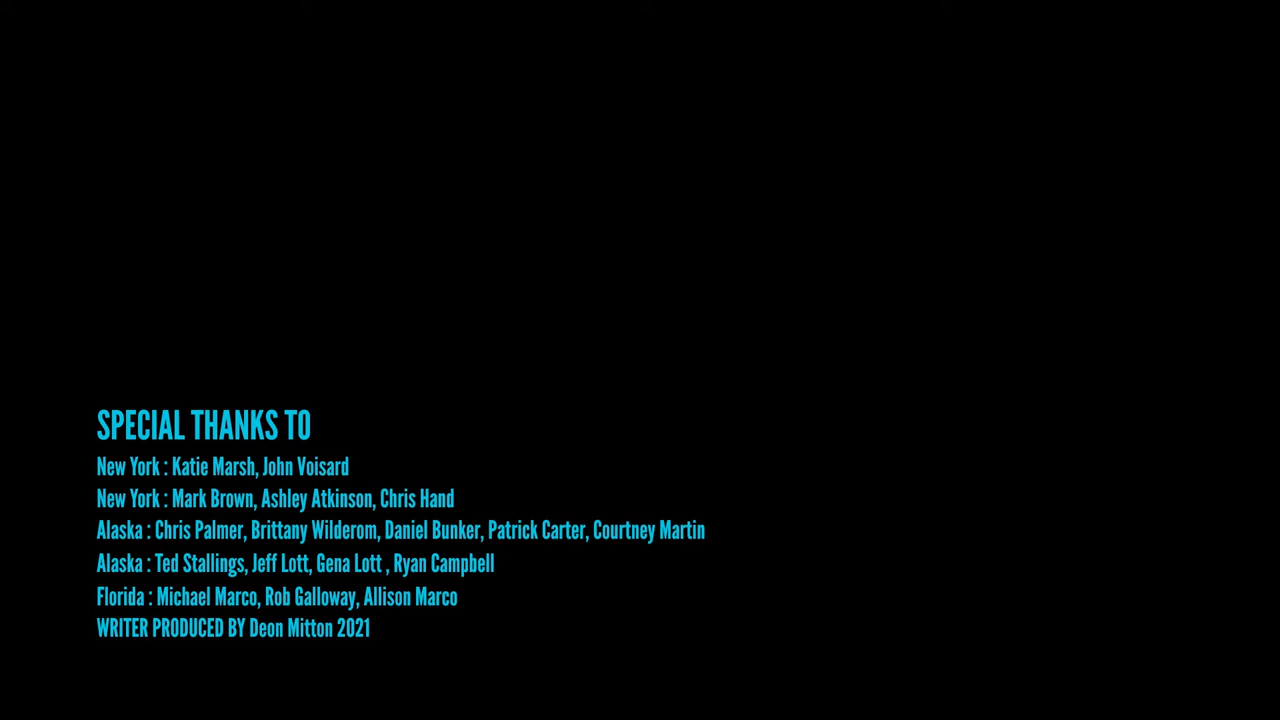 SPECIAL THANKS TO
New York : Katie Marsh, John Voisard
New York : Mark Brown, Ashley Atkinson, Chris Hand
Alaska : Chris Palmer, Brittany Wilderom, Daniel Bunker, Patrick Carter, Courtney Martin
Alaska : Ted Stallings, Jeff Lott, Gena Lott , Ryan Campbell
Florida : Michael Marco, Rob Galloway, Allison Marco
WRITER PRODUCED BY Deon Mitton 2021